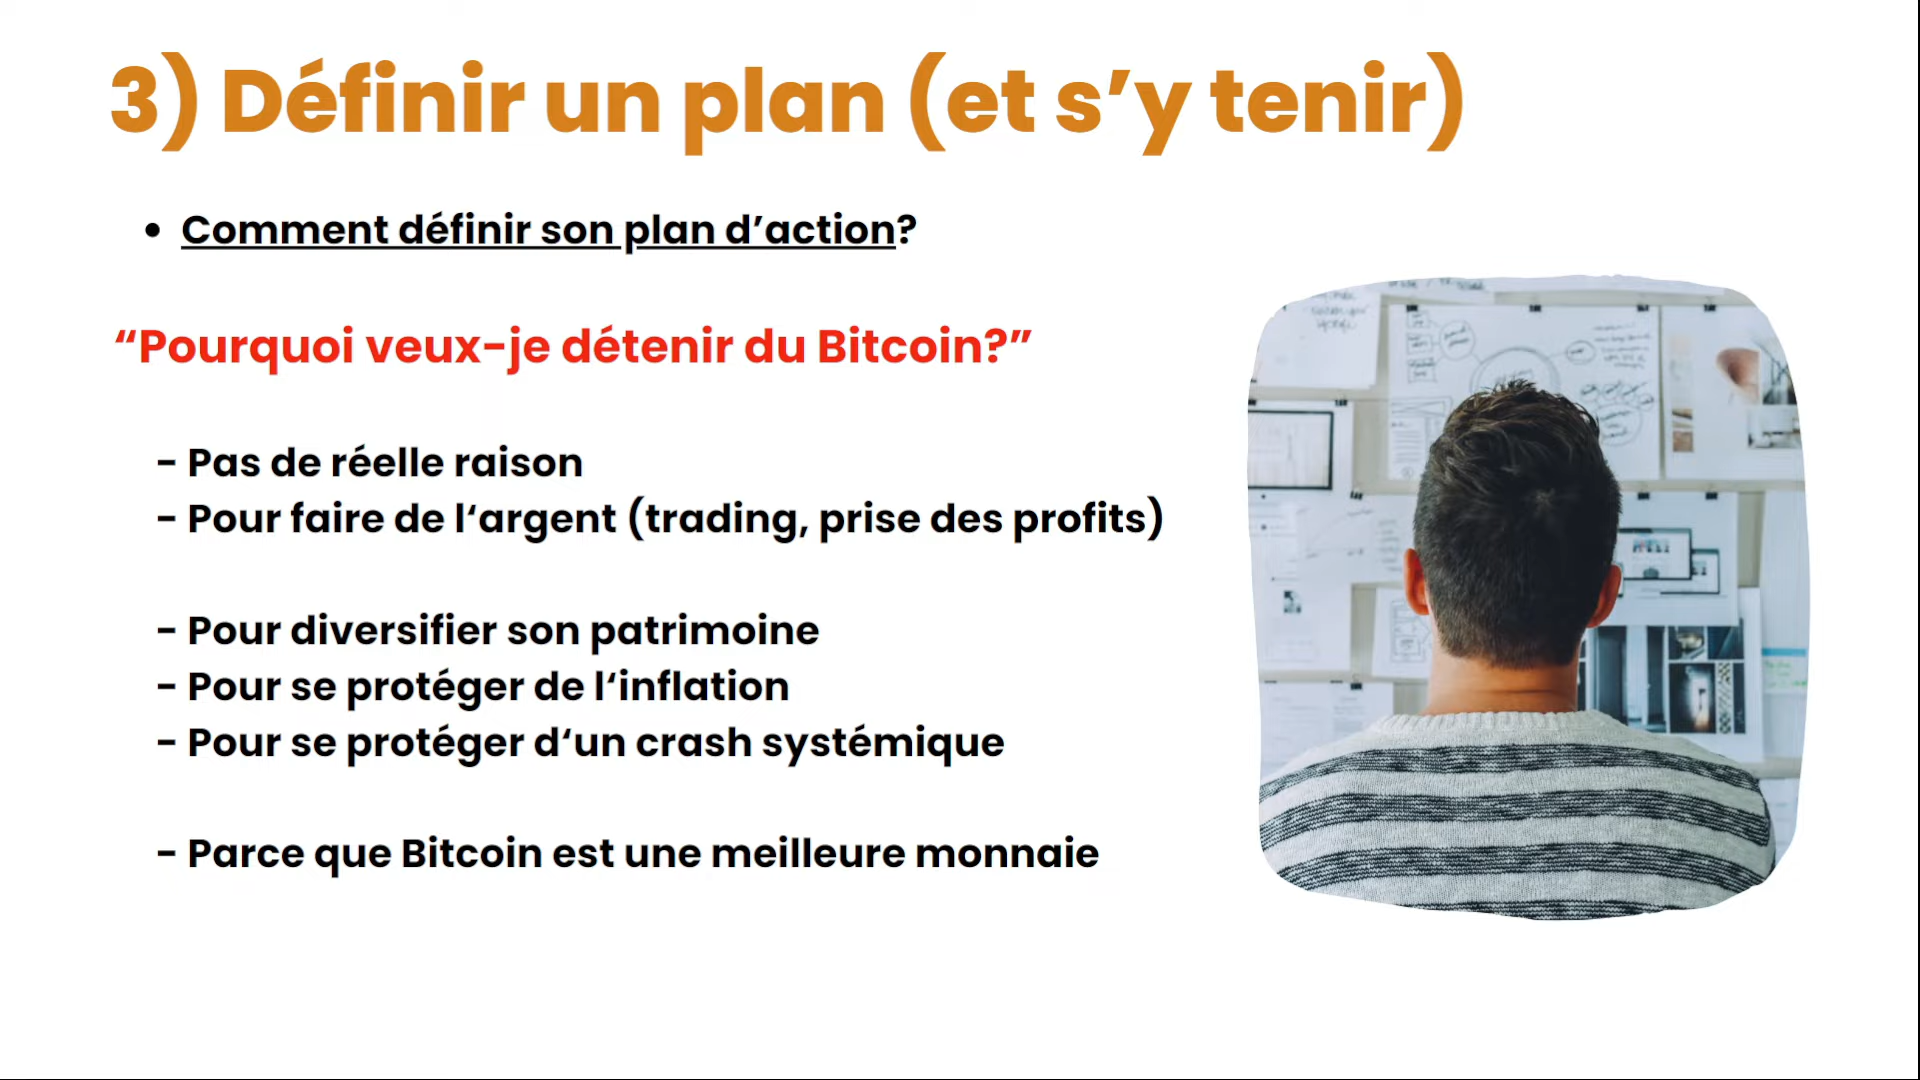 3) Définir un plan (et s’y tenir)
• Comment définir son plan d’action?
“Pourquoi veux-je détenir du Bitcoin?”
- Pas de réelle raison
- Pour faire de l‘argent (trading, prise des profits)
- Pour diversifier son patrimoine
- Pour se protéger de l‘inflation
- Pour se protéger d‘un crash systémique
- Parce que Bitcoin est une meilleure monnaie